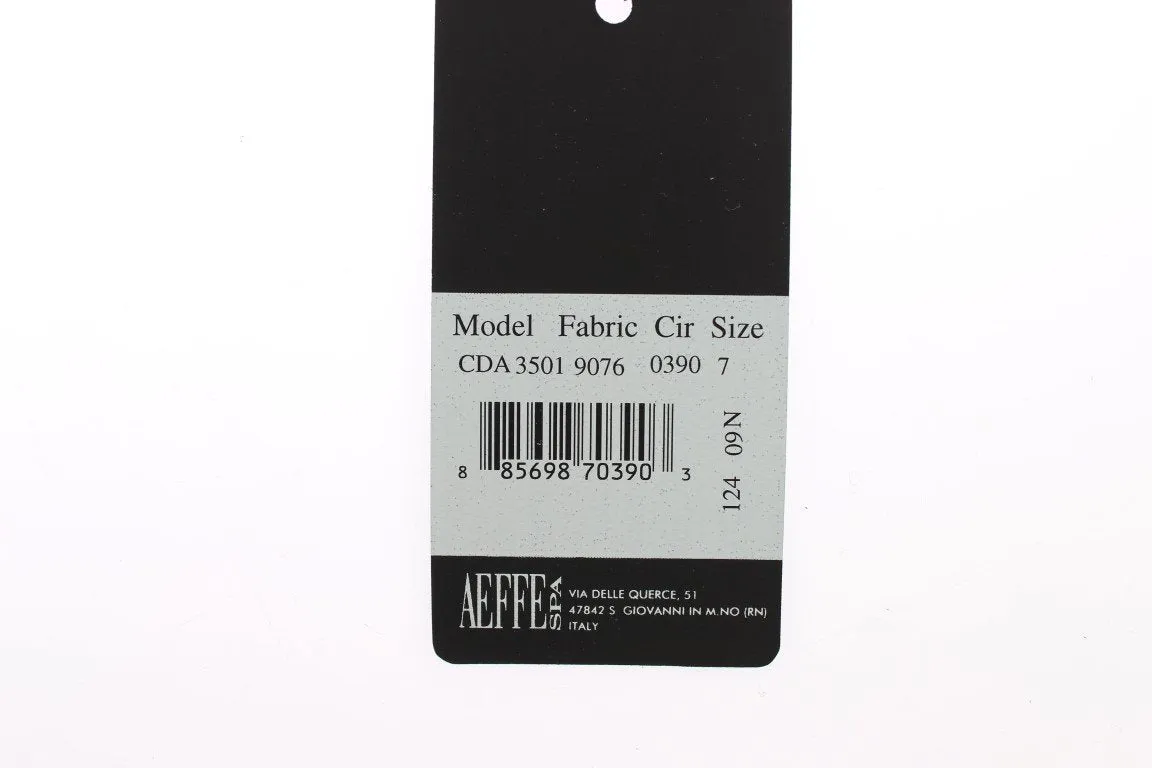 Model Fabric Cir Size
CDA 3501 9076 0390 7
8 85698 70390 3
124 09N
AEFFE SPA
VIA DELLE QUERCE, 51
47842 S. GIOVANNI IN M.NO (RN)
ITALY